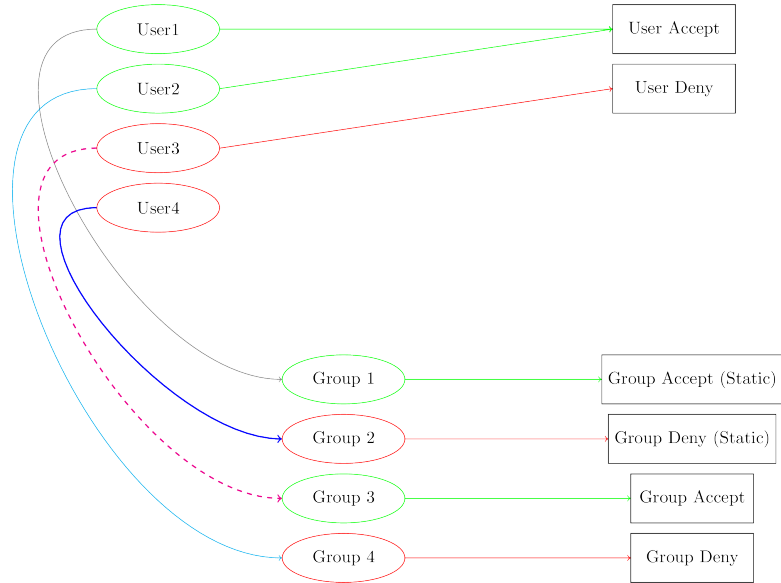 User1
User Accept
User2
User Deny
User3
User4
Group 1
Group Accept (Static)
Group 2
Group Deny (Static)
Group 3
Group Accept
Group 4
Group Deny